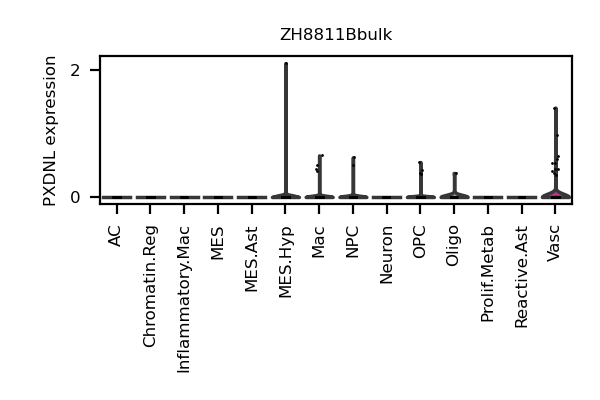 ZH8811Bbulk
PXDNL expression
2
0
AC
Chromatin.Reg
Inflammatory.Mac
MES
MES.Ast
MES.Hyp
Mac
NPC
Neuron
OPC
Oligo
Prolif.Metab
Reactive.Ast
Vasc